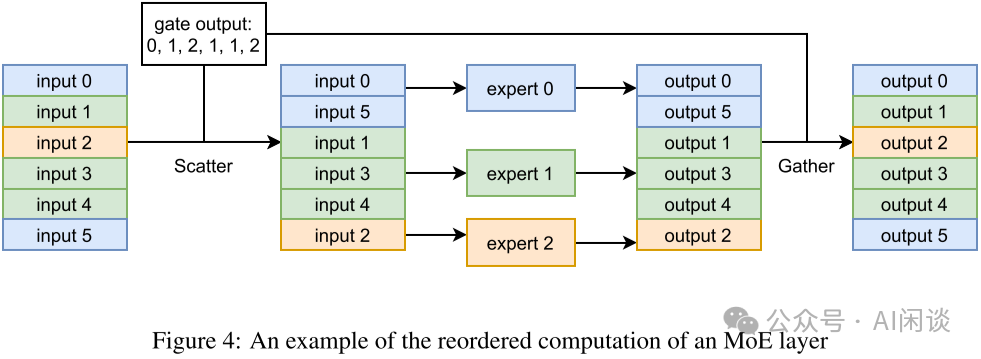 gate output:
0, 1, 2, 1, 1, 2
input 0
input 1
input 2
input 3
input 4
input 5
Scatter
input 0
input 5
input 1
input 3
input 4
input 2
expert 0
expert 1
expert 2
output 0
output 5
output 1
output 3
output 4
output 2
Gather
output 0
output 1
output 2
output 3
output 4
output 5
公众号 · AI闲谈
Figure 4: An example of the reordered computation of an MoE layer